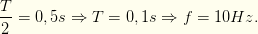 T/2 = 0,5s ⇒ T = 0,1s ⇒ f = 10Hz.